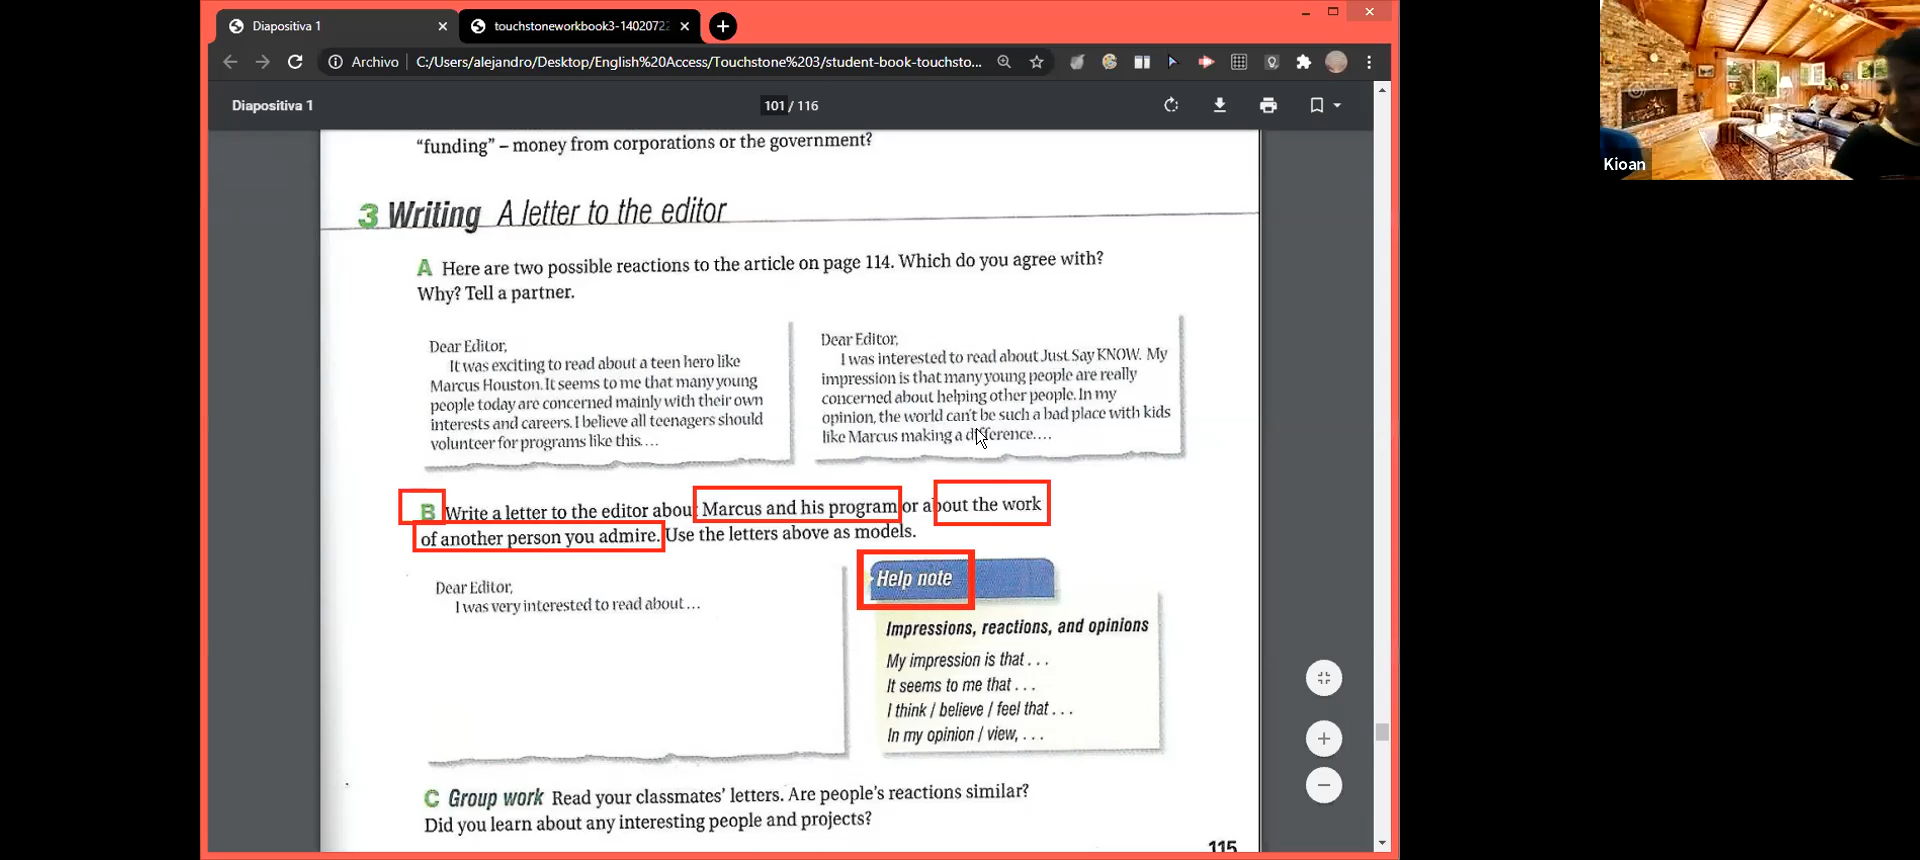 Diapositiva 1
touchstoneworkbook3-14020722
Archivo
C:/Users/alejandro/Desktop/English%20Access/Touchstone%203/student-book-touchsto...
Diapositiva 1
101 / 116
Kioan
“funding” – money from corporations or the government?
3 Writing A letter to the editor
A Here are two possible reactions to the article on page 114. Which do you agree with?
Why? Tell a partner.
Dear Editor,
It was exciting to read about a teen hero like
Marcus Houston. It seems to me that many young
people today are concerned mainly with their own
interests and careers. I believe all teenagers should
volunteer for programs like this....
Dear Editor,
I was interested to read about Just Say KNOW. My
impression is that many young people are really
concerned about helping other people. In my
opinion, the world can't be such a bad place with kids
like Marcus making a difference....
B Write a letter to the editor about Marcus and his program or about the work
of another person you admire. Use the letters above as models.
Dear Editor,
I was very interested to read about...
Help note
Impressions, reactions, and opinions
My impression is that . . .
It seems to me that . . .
I think / believe / feel that . . .
In my opinion / view, . . .
C Group work Read your classmates' letters. Are people's reactions similar?
Did you learn about any interesting people and projects?
115